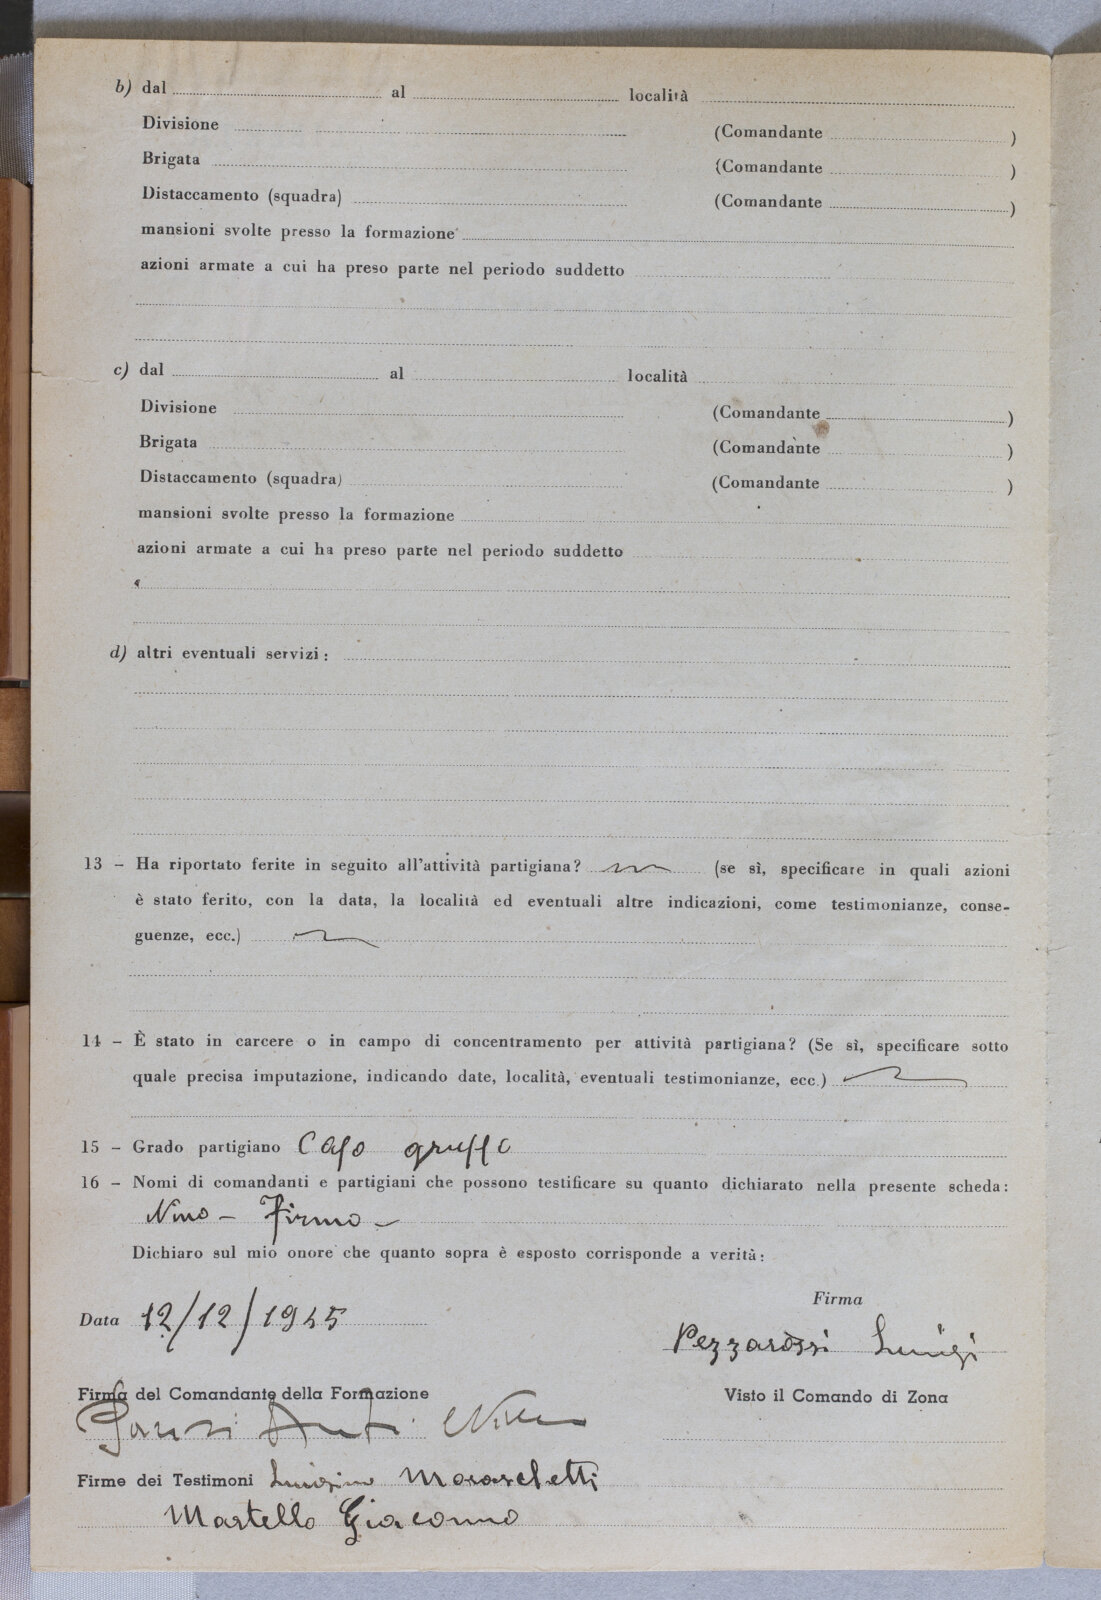 b) dal al località
Divisione (Comandante )
Brigata (Comandante )
Distaccamento (squadra) (Comandante )
mansioni svolte presso la formazione
azioni armate a cui ha preso parte nel periodo suddetto
c) dal al località
Divisione (Comandante )
Brigata (Comandante )
Distaccamento (squadra) (Comandante )
mansioni svolte presso la formazione
azioni armate a cui ha preso parte nel periodo suddetto
d) altri eventuali servizi :
13 – Ha riportato ferite in seguito all'attività partigiana? (se sì, specificare in quali azioni
è stato ferito, con la data, la località ed eventuali altre indicazioni, come testimonianze, conse-
guenze, ecc.)
14 – È stato in carcere o in campo di concentramento per attività partigiana? (Se sì, specificare sotto
quale precisa imputazione, indicando date, località, eventuali testimonianze, ecc.)
15 – Grado partigiano Capo gruppo
16 – Nomi di comandanti e partigiani che possono testificare su quanto dichiarato nella presente scheda :
Nino – Firmo –
Dichiaro sul mio onore che quanto sopra è esposto corrisponde a verità :
Firma
Data 12/12/1945
Pezzarossi Luigi
Firma del Comandante della Formazione Visto il Comando di Zona
Nino
Firme dei Testimoni Luigino Moraschetti
Martello Giacomo